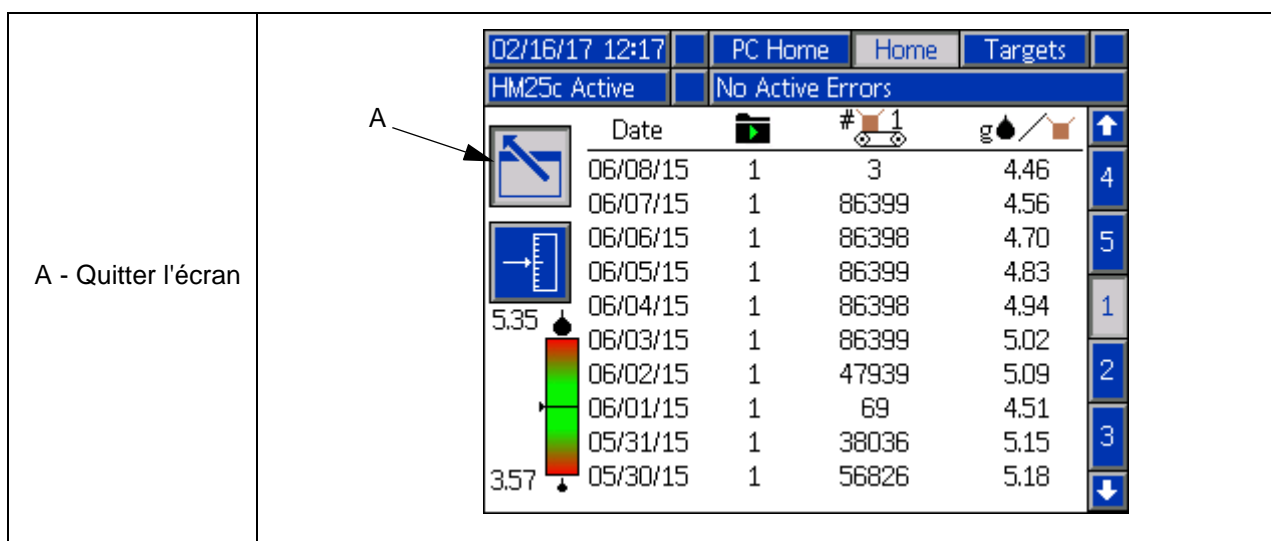 A - Quitter l'écran
A
02/16/17 12:17 PC Home Home Targets
HM25c Active No Active Errors
Date # 1 g /
06/08/15 1 3 4.46
06/07/15 1 86399 4.56
06/06/15 1 86398 4.70
06/05/15 1 86399 4.83
06/04/15 1 86398 4.94
06/03/15 1 86399 5.02
06/02/15 1 47939 5.09
06/01/15 1 69 4.51
05/31/15 1 38036 5.15
05/30/15 1 56826 5.18
5.35
3.57
4
5
1
2
3